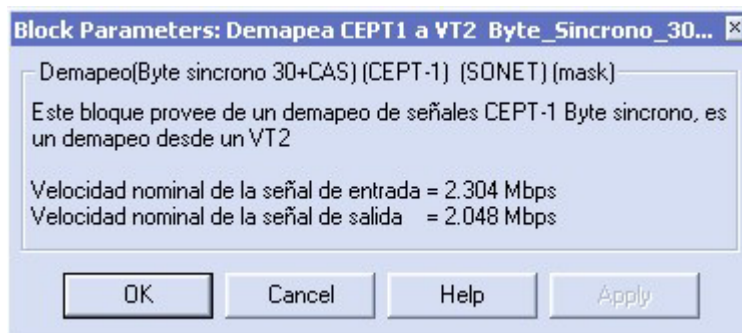 Block Parameters: Demapea CEPT1 a VT2 Byte_Sincrono_30...
Demapeo(Byte sincrono 30+CAS) (CEPT-1) (SONET) (mask)
Este bloque provee de un demapeo de señales CEPT-1 Byte sincrono, es
un demapeo desde un VT2
Velocidad nominal de la señal de entrada = 2.304 Mbps
Velocidad nominal de la señal de salida = 2.048 Mbps
OK Cancel Help Apply